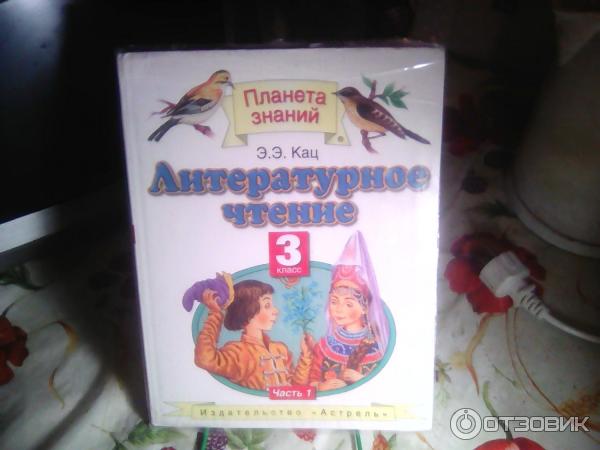 Планета
знаний
Э.Э. Кац
Литературное
чтение
3
класс
Часть 1
Издательство «Астрель»
ОТЗОВИК